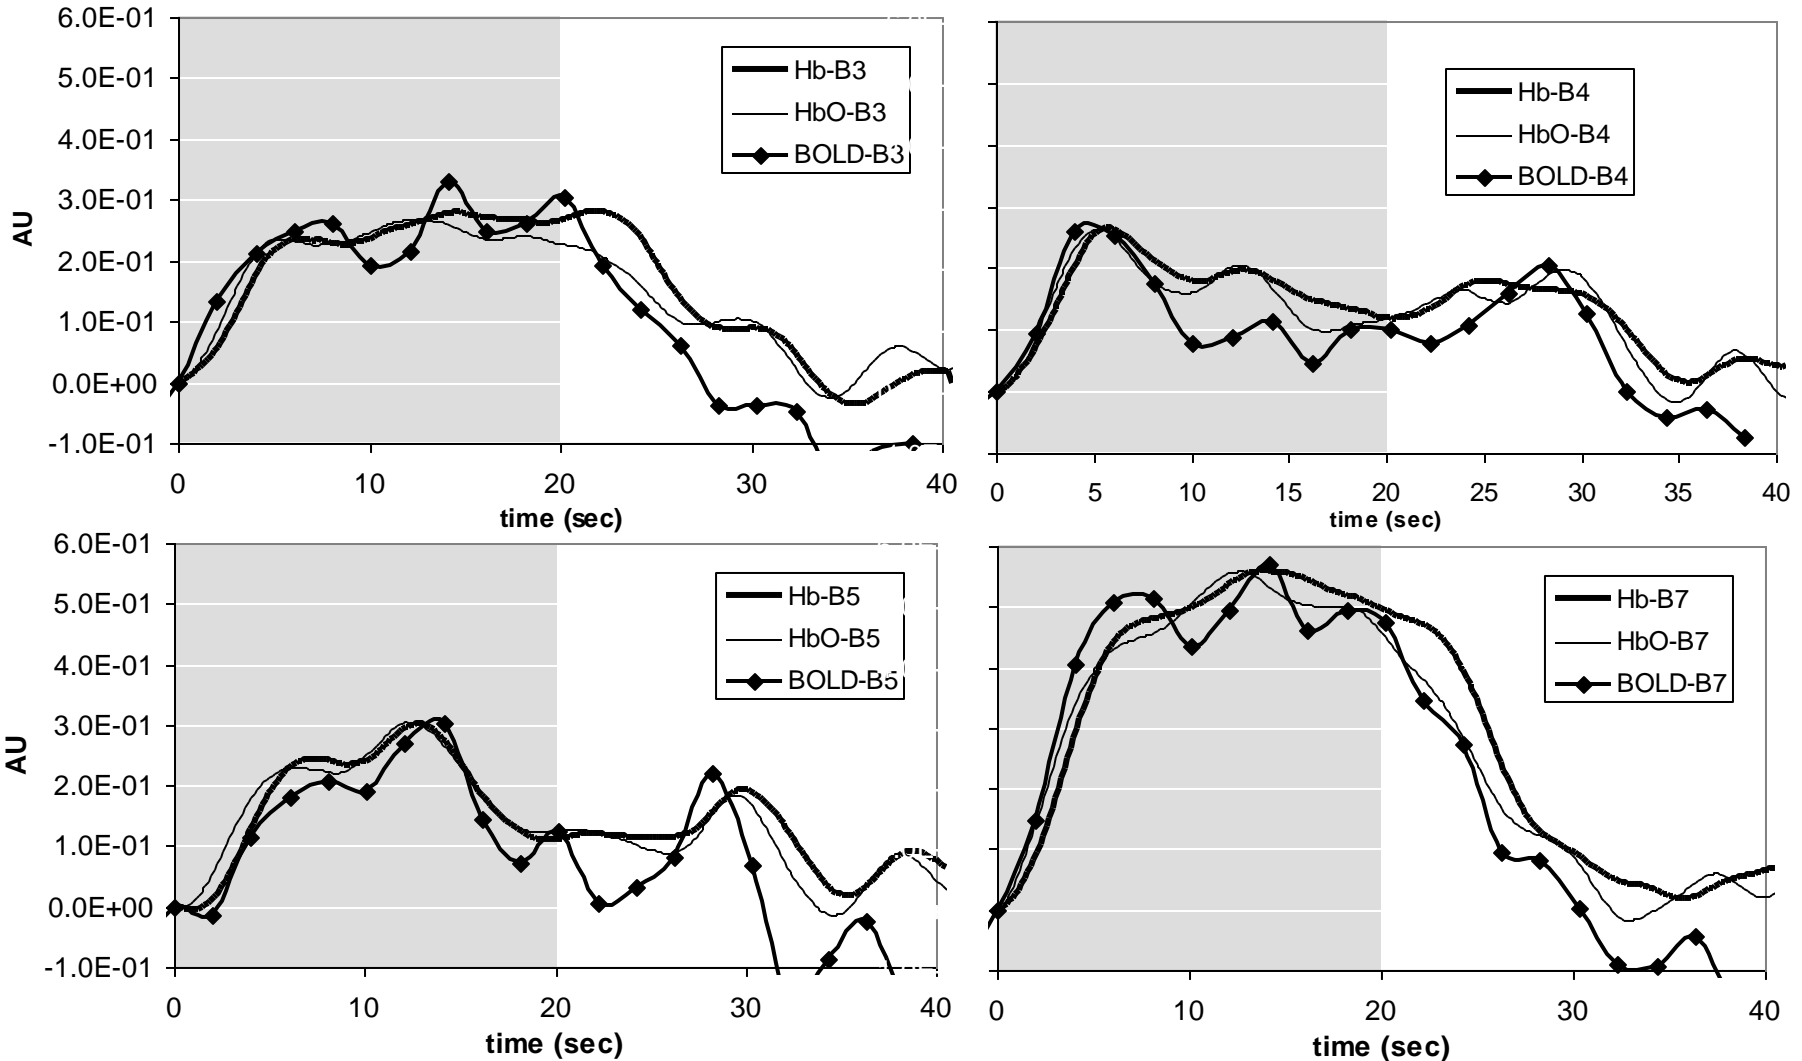 6.0E-01
5.0E-01
4.0E-01
3.0E-01
2.0E-01
1.0E-01
0.0E+00
-1.0E-01
AU
Hb-B3
HbO-B3
BOLD-B3
0 10 20 30 40
time (sec)
Hb-B4
HbO-B4
BOLD-B4
0 5 10 15 20 25 30 35 40
time (sec)
6.0E-01
5.0E-01
4.0E-01
3.0E-01
2.0E-01
1.0E-01
0.0E+00
-1.0E-01
AU
Hb-B5
HbO-B5
BOLD-B5
0 10 20 30 40
time (sec)
Hb-B7
HbO-B7
BOLD-B7
0 10 20 30 40
time (sec)